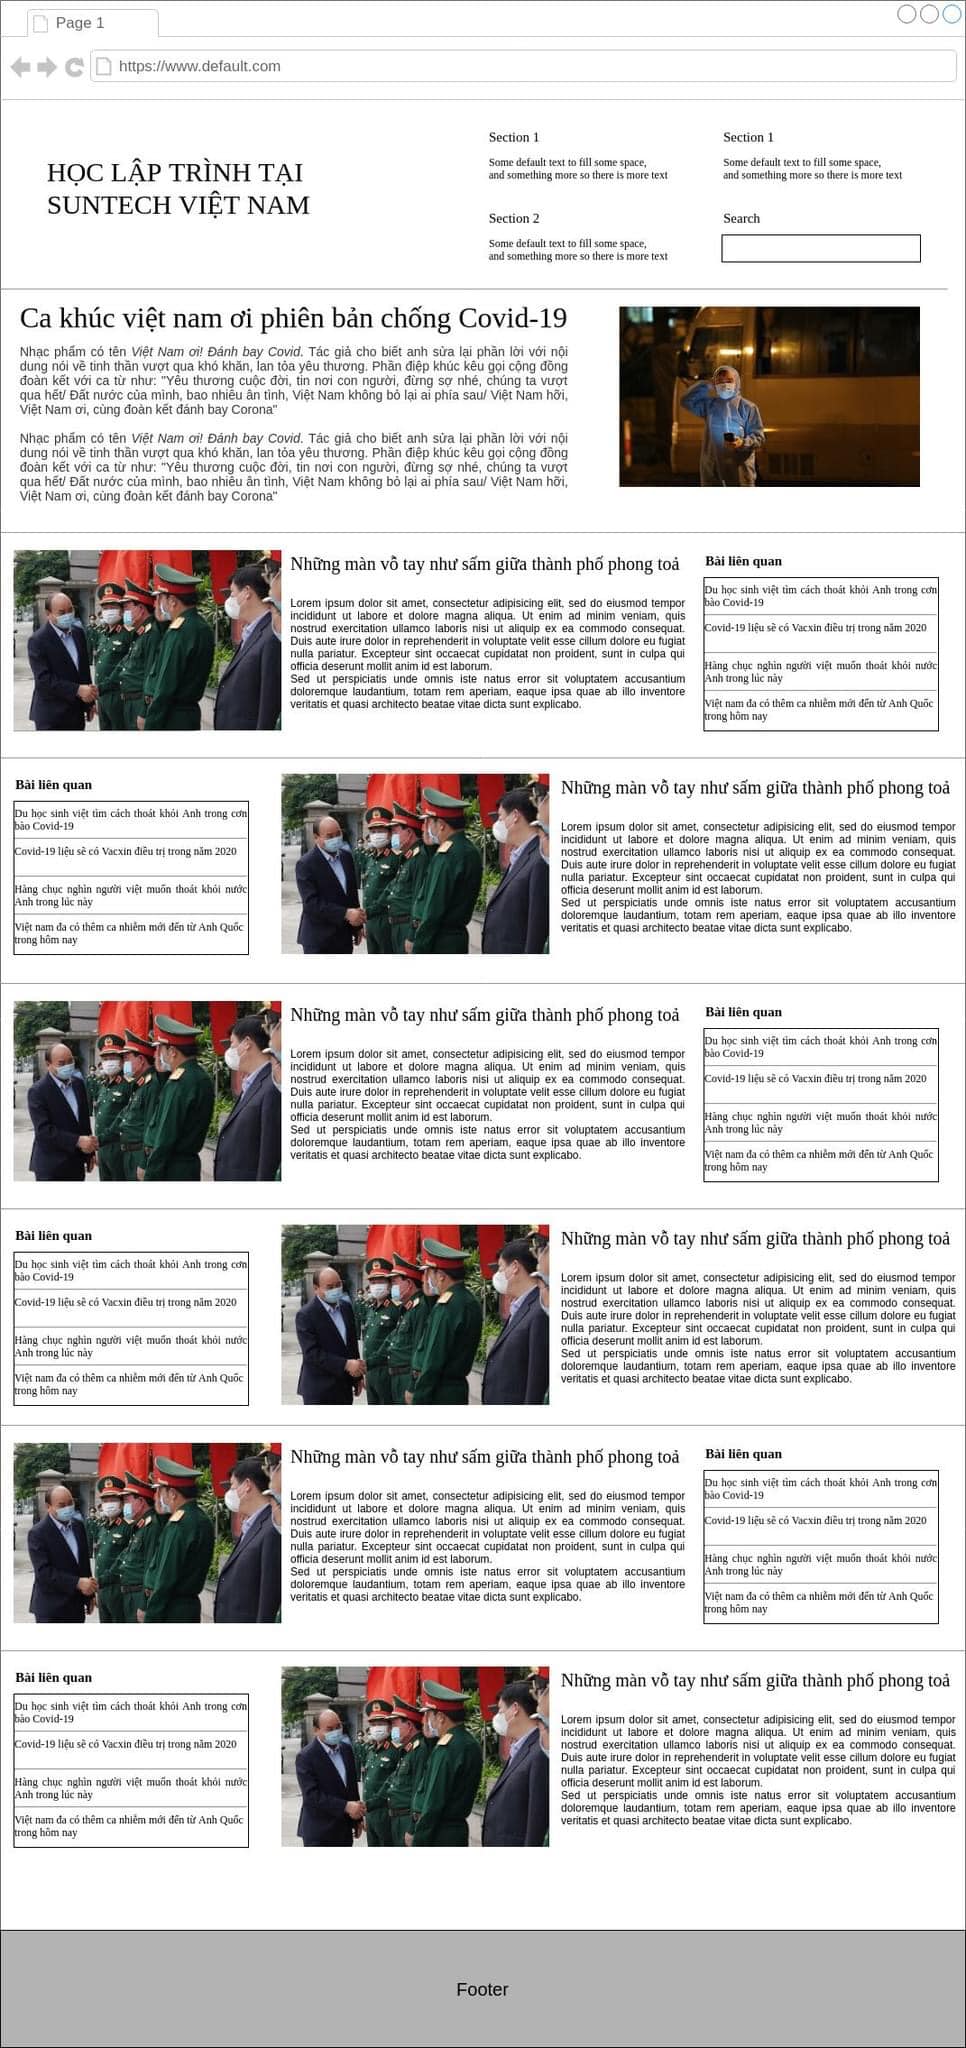 Page 1
https://www.default.com
HỌC LẬP TRÌNH TẠI
SUNTECH VIỆT NAM
Section 1
Some default text to fill some space,
and something more so there is more text
Section 1
Some default text to fill some space,
and something more so there is more text
Section 2
Some default text to fill some space,
and something more so there is more text
Search
Ca khúc việt nam ơi phiên bản chống Covid-19
Nhạc phẩm có tên Việt Nam ơi! Đánh bay Covid. Tác giả cho biết anh sửa lại phần lời với nội
dung nói về tinh thần vượt qua khó khăn, lan tỏa yêu thương. Phần điệp khúc kêu gọi cộng đồng
đoàn kết với ca từ như: "Yêu thương cuộc đời, tin nơi con người, đừng sợ nhé, chúng ta vượt
qua hết/ Đất nước của mình, bao nhiêu ân tình, Việt Nam không bỏ lại ai phía sau/ Việt Nam hỡi,
Việt Nam ơi, cùng đoàn kết đánh bay Corona"
Nhạc phẩm có tên Việt Nam ơi! Đánh bay Covid. Tác giả cho biết anh sửa lại phần lời với nội
dung nói về tinh thần vượt qua khó khăn, lan tỏa yêu thương. Phần điệp khúc kêu gọi cộng đồng
đoàn kết với ca từ như: "Yêu thương cuộc đời, tin nơi con người, đừng sợ nhé, chúng ta vượt
qua hết/ Đất nước của mình, bao nhiêu ân tình, Việt Nam không bỏ lại ai phía sau/ Việt Nam hỡi,
Việt Nam ơi, cùng đoàn kết đánh bay Corona"
Những màn vỗ tay như sấm giữa thành phố phong toả
Lorem ipsum dolor sit amet, consectetur adipisicing elit, sed do eiusmod tempor
incididunt ut labore et dolore magna aliqua. Ut enim ad minim veniam, quis
nostrud exercitation ullamco laboris nisi ut aliquip ex ea commodo consequat.
Duis aute irure dolor in reprehenderit in voluptate velit esse cillum dolore eu fugiat
nulla pariatur. Excepteur sint occaecat cupidatat non proident, sunt in culpa qui
officia deserunt mollit anim id est laborum.
Sed ut perspiciatis unde omnis iste natus error sit voluptatem accusantium
doloremque laudantium, totam rem aperiam, eaque ipsa quae ab illo inventore
veritatis et quasi architecto beatae vitae dicta sunt explicabo.
Bài liên quan
Du học sinh việt tìm cách thoát khỏi Anh trong cơn
bào Covid-19
Covid-19 liệu sẽ có Vacxin điều trị trong năm 2020
Hàng chục nghìn người việt muốn thoát khỏi nước
Anh trong lúc này
Việt nam đa có thêm ca nhiễm mới đến từ Anh Quốc
trong hôm nay
Bài liên quan
Du học sinh việt tìm cách thoát khỏi Anh trong cơn
bào Covid-19
Covid-19 liệu sẽ có Vacxin điều trị trong năm 2020
Hàng chục nghìn người việt muốn thoát khỏi nước
Anh trong lúc này
Việt nam đa có thêm ca nhiễm mới đến từ Anh Quốc
trong hôm nay
Những màn vỗ tay như sấm giữa thành phố phong toả
Lorem ipsum dolor sit amet, consectetur adipisicing elit, sed do eiusmod tempor
incididunt ut labore et dolore magna aliqua. Ut enim ad minim veniam, quis
nostrud exercitation ullamco laboris nisi ut aliquip ex ea commodo consequat.
Duis aute irure dolor in reprehenderit in voluptate velit esse cillum dolore eu fugiat
nulla pariatur. Excepteur sint occaecat cupidatat non proident, sunt in culpa qui
officia deserunt mollit anim id est laborum.
Sed ut perspiciatis unde omnis iste natus error sit voluptatem accusantium
doloremque laudantium, totam rem aperiam, eaque ipsa quae ab illo inventore
veritatis et quasi architecto beatae vitae dicta sunt explicabo.
Những màn vỗ tay như sấm giữa thành phố phong toả
Lorem ipsum dolor sit amet, consectetur adipisicing elit, sed do eiusmod tempor
incididunt ut labore et dolore magna aliqua. Ut enim ad minim veniam, quis
nostrud exercitation ullamco laboris nisi ut aliquip ex ea commodo consequat.
Duis aute irure dolor in reprehenderit in voluptate velit esse cillum dolore eu fugiat
nulla pariatur. Excepteur sint occaecat cupidatat non proident, sunt in culpa qui
officia deserunt mollit anim id est laborum.
Sed ut perspiciatis unde omnis iste natus error sit voluptatem accusantium
doloremque laudantium, totam rem aperiam, eaque ipsa quae ab illo inventore
veritatis et quasi architecto beatae vitae dicta sunt explicabo.
Bài liên quan
Du học sinh việt tìm cách thoát khỏi Anh trong cơn
bào Covid-19
Covid-19 liệu sẽ có Vacxin điều trị trong năm 2020
Hàng chục nghìn người việt muốn thoát khỏi nước
Anh trong lúc này
Việt nam đa có thêm ca nhiễm mới đến từ Anh Quốc
trong hôm nay
Bài liên quan
Du học sinh việt tìm cách thoát khỏi Anh trong cơn
bào Covid-19
Covid-19 liệu sẽ có Vacxin điều trị trong năm 2020
Hàng chục nghìn người việt muốn thoát khỏi nước
Anh trong lúc này
Việt nam đa có thêm ca nhiễm mới đến từ Anh Quốc
trong hôm nay
Những màn vỗ tay như sấm giữa thành phố phong toả
Lorem ipsum dolor sit amet, consectetur adipisicing elit, sed do eiusmod tempor
incididunt ut labore et dolore magna aliqua. Ut enim ad minim veniam, quis
nostrud exercitation ullamco laboris nisi ut aliquip ex ea commodo consequat.
Duis aute irure dolor in reprehenderit in voluptate velit esse cillum dolore eu fugiat
nulla pariatur. Excepteur sint occaecat cupidatat non proident, sunt in culpa qui
officia deserunt mollit anim id est laborum.
Sed ut perspiciatis unde omnis iste natus error sit voluptatem accusantium
doloremque laudantium, totam rem aperiam, eaque ipsa quae ab illo inventore
veritatis et quasi architecto beatae vitae dicta sunt explicabo.
Những màn vỗ tay như sấm giữa thành phố phong toả
Lorem ipsum dolor sit amet, consectetur adipisicing elit, sed do eiusmod tempor
incididunt ut labore et dolore magna aliqua. Ut enim ad minim veniam, quis
nostrud exercitation ullamco laboris nisi ut aliquip ex ea commodo consequat.
Duis aute irure dolor in reprehenderit in voluptate velit esse cillum dolore eu fugiat
nulla pariatur. Excepteur sint occaecat cupidatat non proident, sunt in culpa qui
officia deserunt mollit anim id est laborum.
Sed ut perspiciatis unde omnis iste natus error sit voluptatem accusantium
doloremque laudantium, totam rem aperiam, eaque ipsa quae ab illo inventore
veritatis et quasi architecto beatae vitae dicta sunt explicabo.
Bài liên quan
Du học sinh việt tìm cách thoát khỏi Anh trong cơn
bào Covid-19
Covid-19 liệu sẽ có Vacxin điều trị trong năm 2020
Hàng chục nghìn người việt muốn thoát khỏi nước
Anh trong lúc này
Việt nam đa có thêm ca nhiễm mới đến từ Anh Quốc
trong hôm nay
Bài liên quan
Du học sinh việt tìm cách thoát khỏi Anh trong cơn
bào Covid-19
Covid-19 liệu sẽ có Vacxin điều trị trong năm 2020
Hàng chục nghìn người việt muốn thoát khỏi nước
Anh trong lúc này
Việt nam đa có thêm ca nhiễm mới đến từ Anh Quốc
trong hôm nay
Những màn vỗ tay như sấm giữa thành phố phong toả
Lorem ipsum dolor sit amet, consectetur adipisicing elit, sed do eiusmod tempor
incididunt ut labore et dolore magna aliqua. Ut enim ad minim veniam, quis
nostrud exercitation ullamco laboris nisi ut aliquip ex ea commodo consequat.
Duis aute irure dolor in reprehenderit in voluptate velit esse cillum dolore eu fugiat
nulla pariatur. Excepteur sint occaecat cupidatat non proident, sunt in culpa qui
officia deserunt mollit anim id est laborum.
Sed ut perspiciatis unde omnis iste natus error sit voluptatem accusantium
doloremque laudantium, totam rem aperiam, eaque ipsa quae ab illo inventore
veritatis et quasi architecto beatae vitae dicta sunt explicabo.
Footer